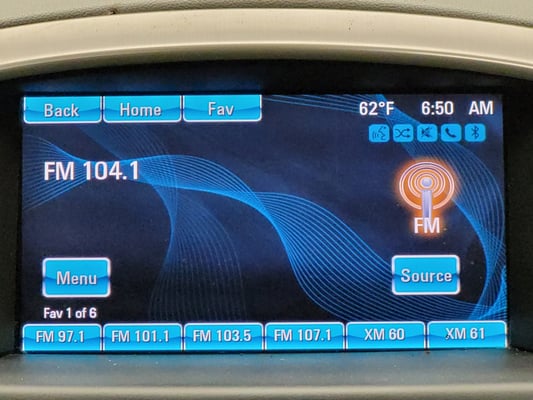 Back Home Fav 62°F 6:50 AM
FM 104.1
FM
Menu Source
Fav 1 of 6
FM 97.1 FM 101.1 FM 103.5 FM 107.1 XM 60 XM 61